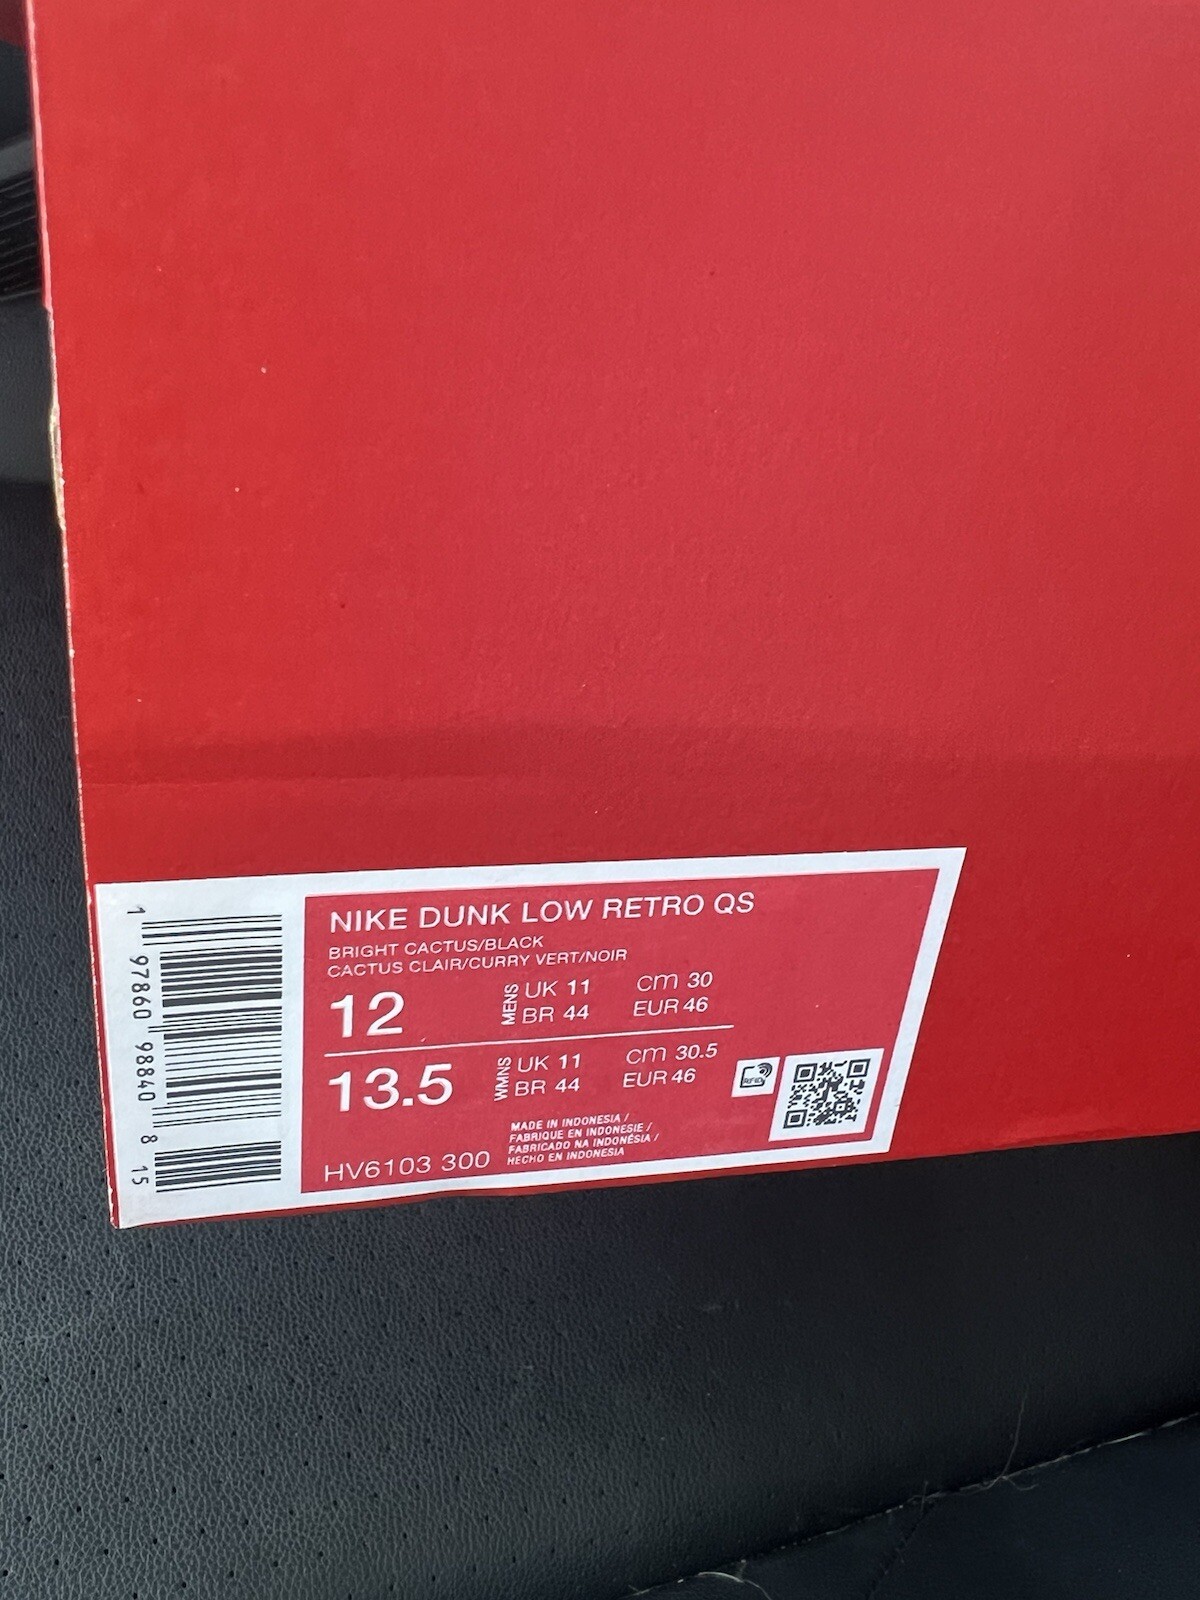 NIKE DUNK LOW RETRO QS
BRIGHT CACTUS/BLACK
CACTUS CLAIR/CURRY VERT/NOIR
12
MENS
UK 11
cm 30
BR 44
EUR 46
13.5
WMNS
UK 11
cm 30.5
BR 44
EUR 46
RFID
HV6103 300
MADE IN INDONESIA /
FABRIQUE EN INDONESIE /
FABRICADO NA INDONÉSIA /
HECHO EN INDONESIA
1 97860 98840 8 15